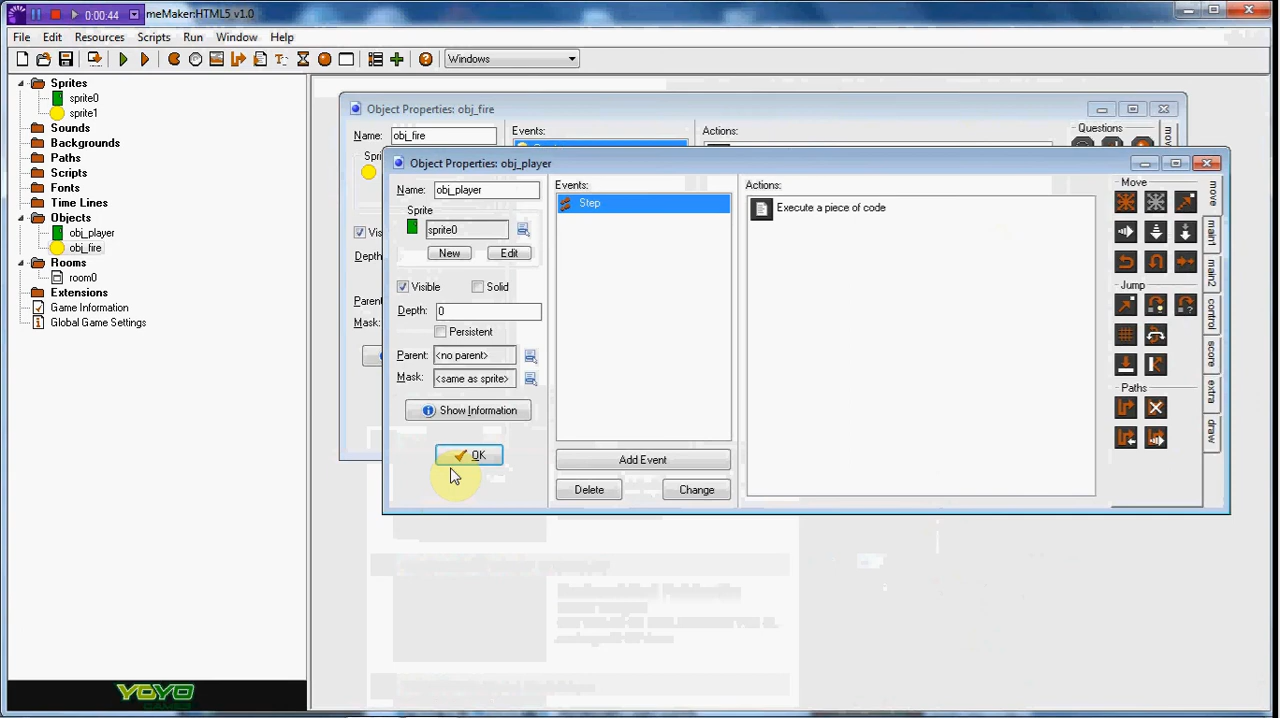 0:00:44
meMaker:HTML5 v1.0
File Edit Resources Scripts Run Window Help
Windows
Sprites
sprite0
sprite1
Sounds
Backgrounds
Paths
Scripts
Fonts
Time Lines
Objects
obj_player
obj_fire
Rooms
room0
Extensions
Game Information
Global Game Settings
YOYO
GAMES
Object Properties: obj_fire
Name: obj_fire
Events:
Actions:
Questions
Object Properties: obj_player
Name: obj_player
Sprite
sprite0
New Edit
Visible Solid
Depth: 0
Persistent
Parent: <no parent>
Mask: <same as sprite>
Show Information
OK
Events:
Step
Add Event
Delete Change
Actions:
Execute a piece of code
Move
Jump
Paths
move
main1
main2
control
score
extra
draw